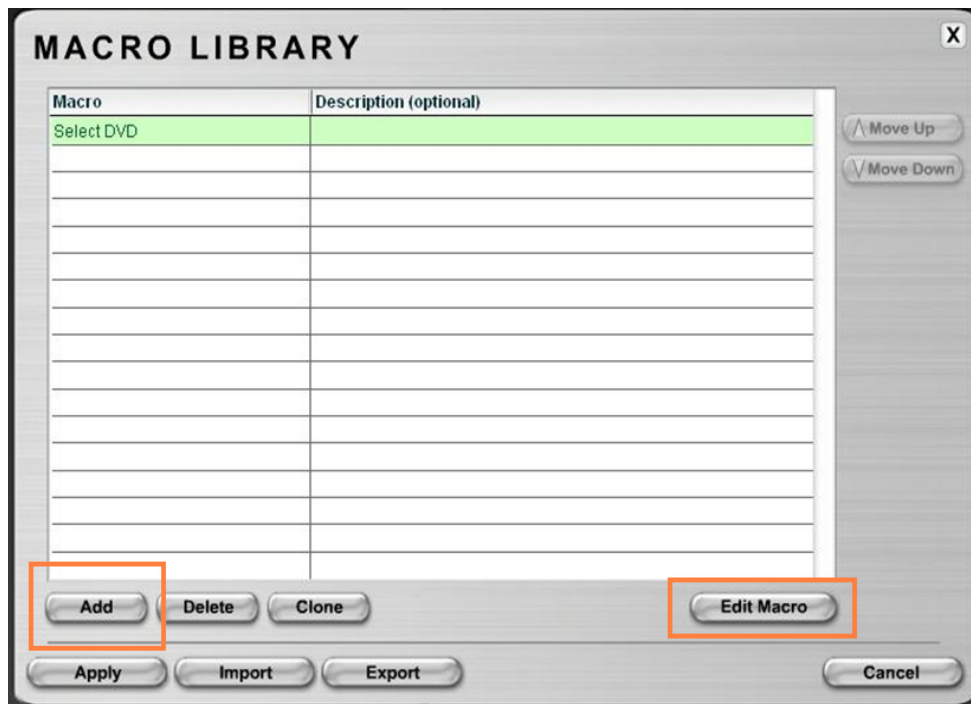 MACRO LIBRARY
X
Macro Description (optional)
Select DVD
Move Up
Move Down
Add Delete Clone Edit Macro
Apply Import Export Cancel